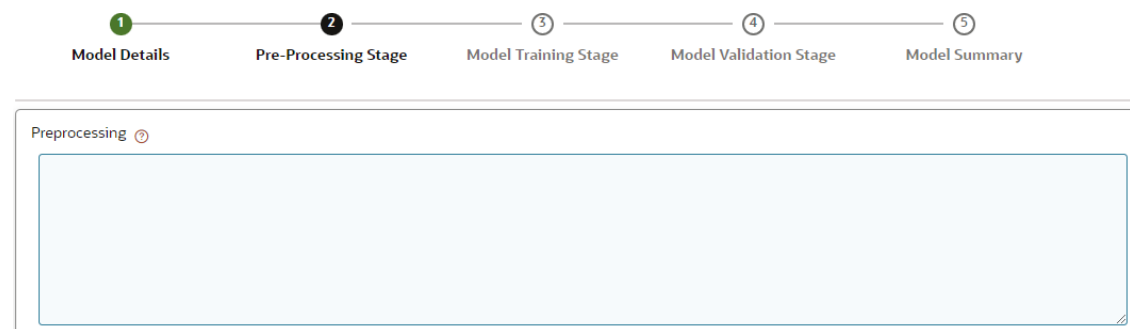 1 2 3 4 5
Model Details Pre-Processing Stage Model Training Stage Model Validation Stage Model Summary
Preprocessing ?